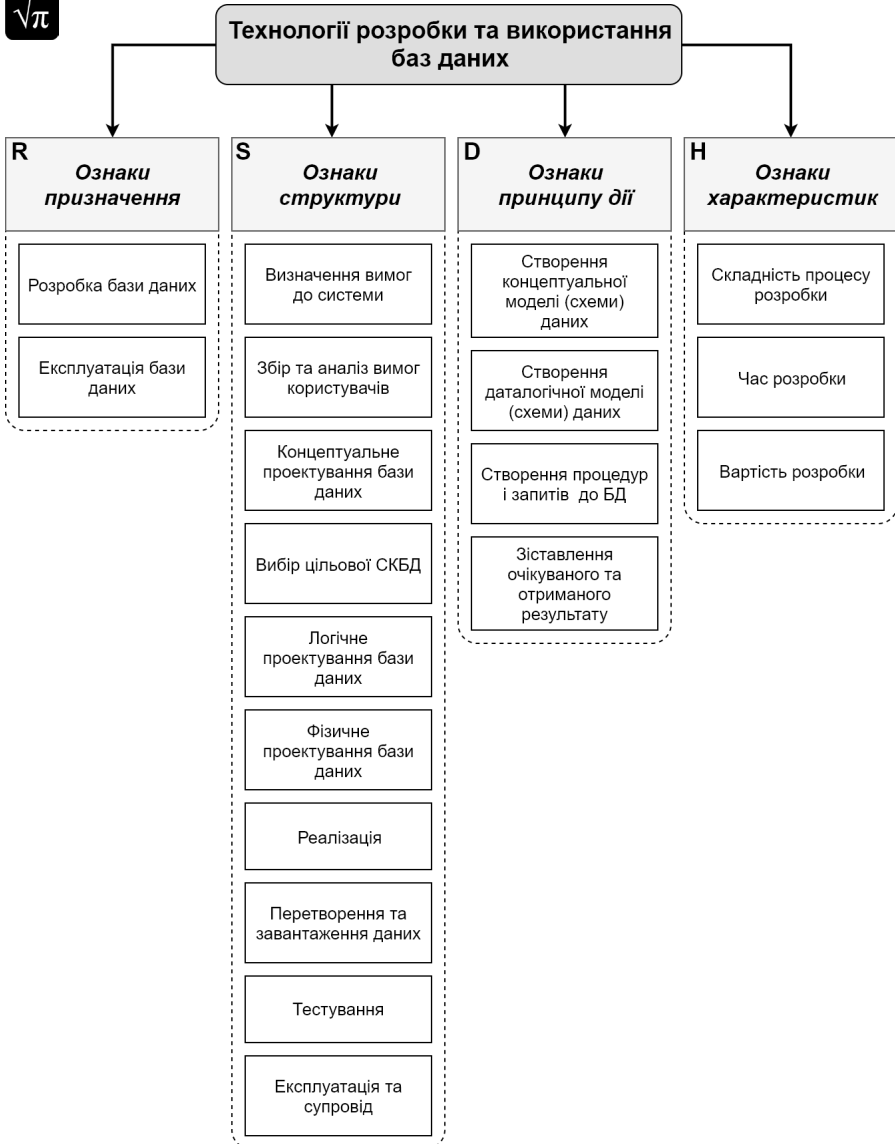 √π
Технології розробки та використання
баз даних
R
Ознаки
призначення
Розробка бази даних
Експлуатація бази
даних
S
Ознаки
структури
Визначення вимог
до системи
Збір та аналіз вимог
користувачів
Концептуальне
проектування бази
даних
Вибір цільової СКБД
Логічне
проектування бази
даних
Фізичне
проектування бази
даних
Реалізація
Перетворення та
завантаження даних
Тестування
Експлуатація та
супровід
D
Ознаки
принципу дії
Створення
концептуальної
моделі (схеми)
даних
Створення
даталогічної моделі
(схеми) даних
Створення процедур
і запитів до БД
Зіставлення
очікуваного та
отриманого
результату
H
Ознаки
характеристик
Складність процесу
розробки
Час розробки
Вартість розробки